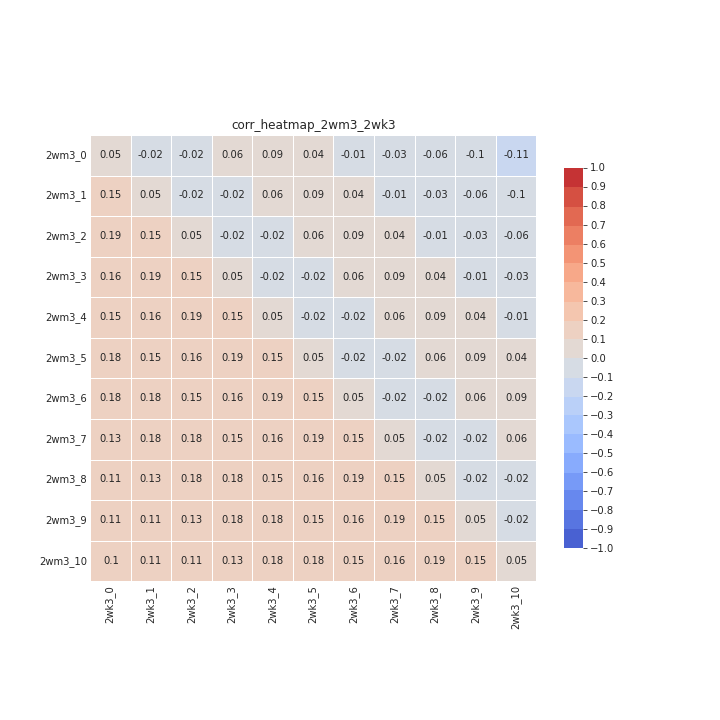 corr_heatmap_2wm3_2wk3
2wm3_0 0.05 -0.02 -0.02 0.06 0.09 0.04 -0.01 -0.03 -0.06 -0.1 -0.11
2wm3_1 0.15 0.05 -0.02 -0.02 0.06 0.09 0.04 -0.01 -0.03 -0.06 -0.1
2wm3_2 0.19 0.15 0.05 -0.02 -0.02 0.06 0.09 0.04 -0.01 -0.03 -0.06
2wm3_3 0.16 0.19 0.15 0.05 -0.02 -0.02 0.06 0.09 0.04 -0.01 -0.03
2wm3_4 0.15 0.16 0.19 0.15 0.05 -0.02 -0.02 0.06 0.09 0.04 -0.01
2wm3_5 0.18 0.15 0.16 0.19 0.15 0.05 -0.02 -0.02 0.06 0.09 0.04
2wm3_6 0.18 0.18 0.15 0.16 0.19 0.15 0.05 -0.02 -0.02 0.06 0.09
2wm3_7 0.13 0.18 0.18 0.15 0.16 0.19 0.15 0.05 -0.02 -0.02 0.06
2wm3_8 0.11 0.13 0.18 0.18 0.15 0.16 0.19 0.15 0.05 -0.02 -0.02
2wm3_9 0.11 0.11 0.13 0.18 0.18 0.15 0.16 0.19 0.15 0.05 -0.02
2wm3_10 0.1 0.11 0.11 0.13 0.18 0.18 0.15 0.16 0.19 0.15 0.05
2wk3_0 2wk3_1 2wk3_2 2wk3_3 2wk3_4 2wk3_5 2wk3_6 2wk3_7 2wk3_8 2wk3_9 2wk3_10
1.0
0.9
0.8
0.7
0.6
0.5
0.4
0.3
0.2
0.1
0.0
−0.1
−0.2
−0.3
−0.4
−0.5
−0.6
−0.7
−0.8
−0.9
−1.0